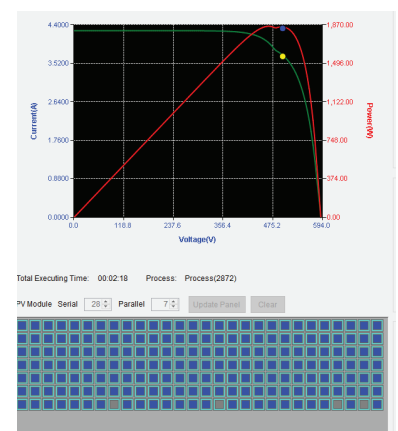 4.4000
1,870.00
3.5200
1,496.00
2.6400
1,122.00
Current(A)
Power(W)
1.7600
748.00
0.8800
374.00
0.0000
0.00
0.0 118.8 237.6 356.4 475.2 594.0
Voltage(V)
Total Executing Time: 00:02:18 Process: Process(2872)
PV Module Serial 28 Parallel 7 Update Panel Clear